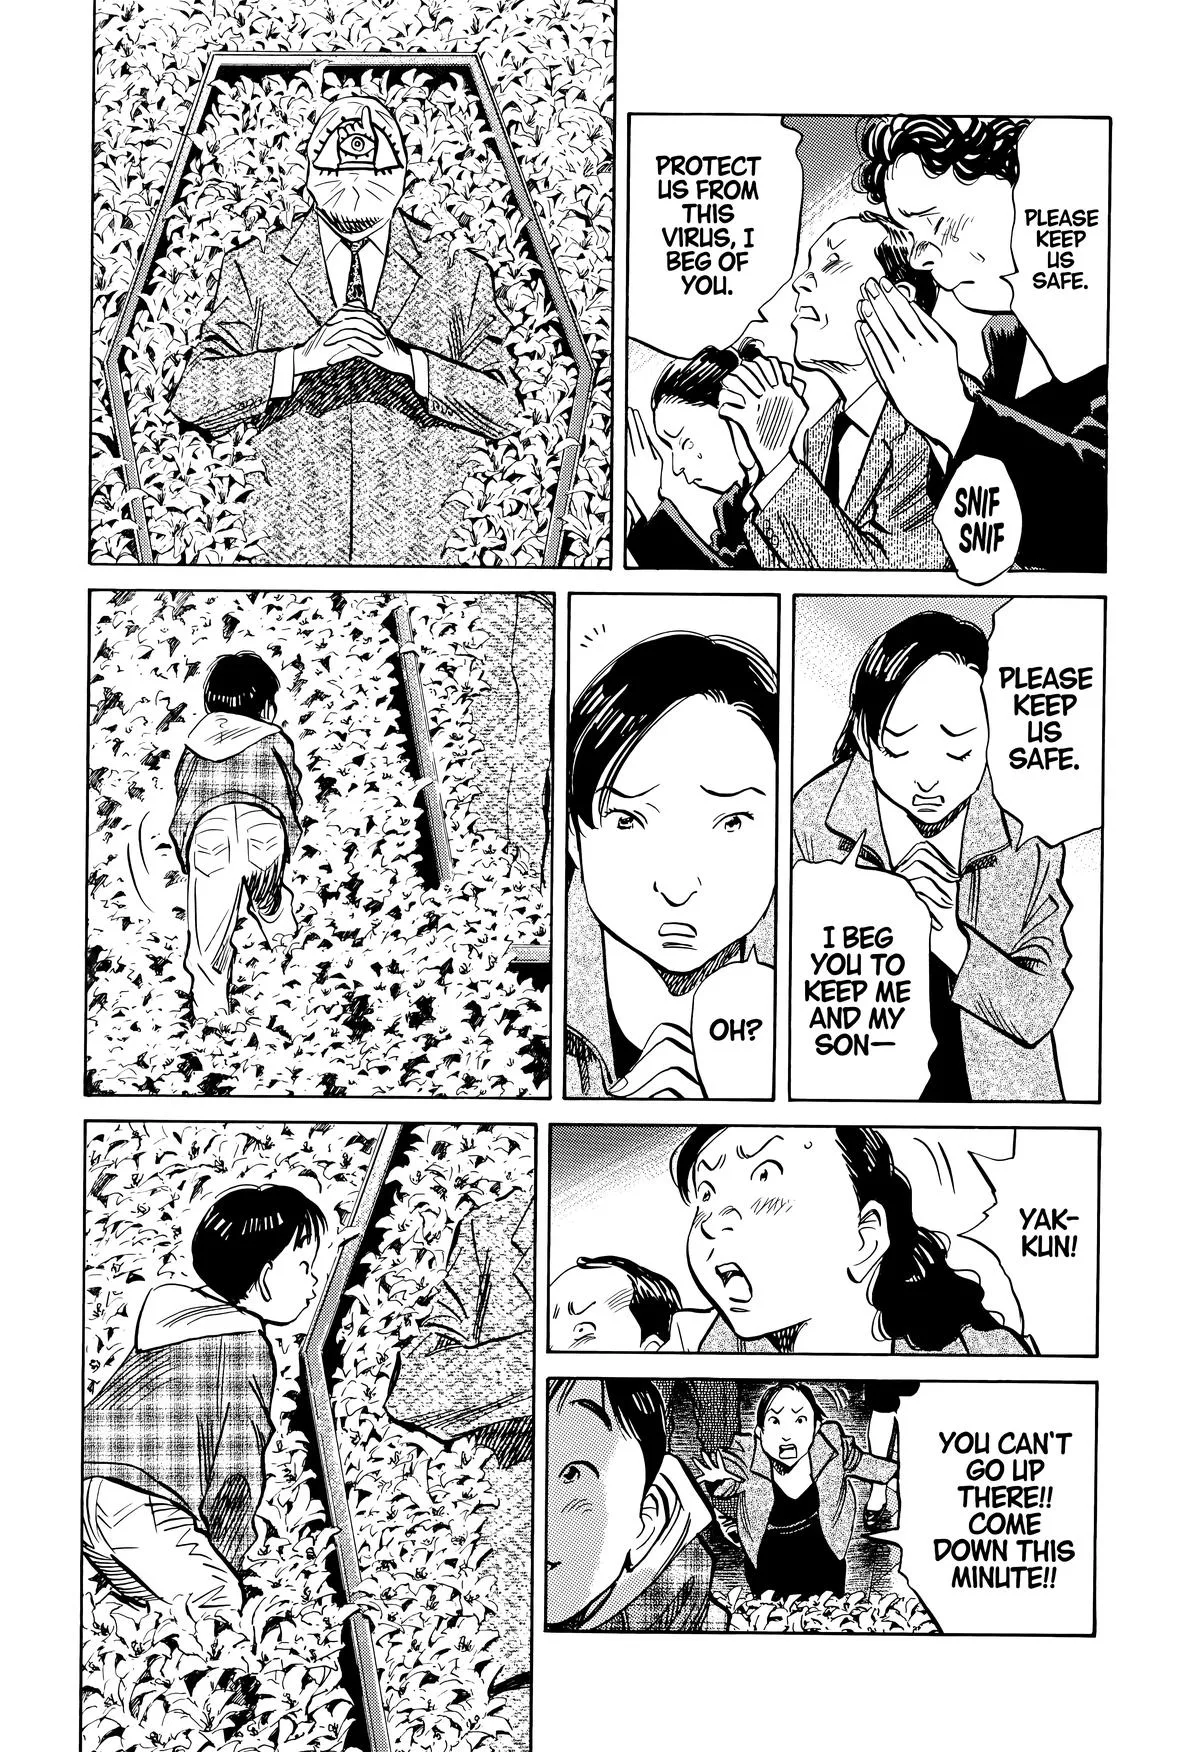 PLEASE
KEEP
US
SAFE.
PROTECT
US FROM
THIS
VIRUS, I
BEG OF
YOU.
SNIF
SNIF
PLEASE
KEEP
US
SAFE.
I BEG
YOU TO
KEEP ME
AND MY
SON—
OH?
YAK-
KUN!
YOU CAN'T
GO UP
THERE!!
COME
DOWN THIS
MINUTE!!